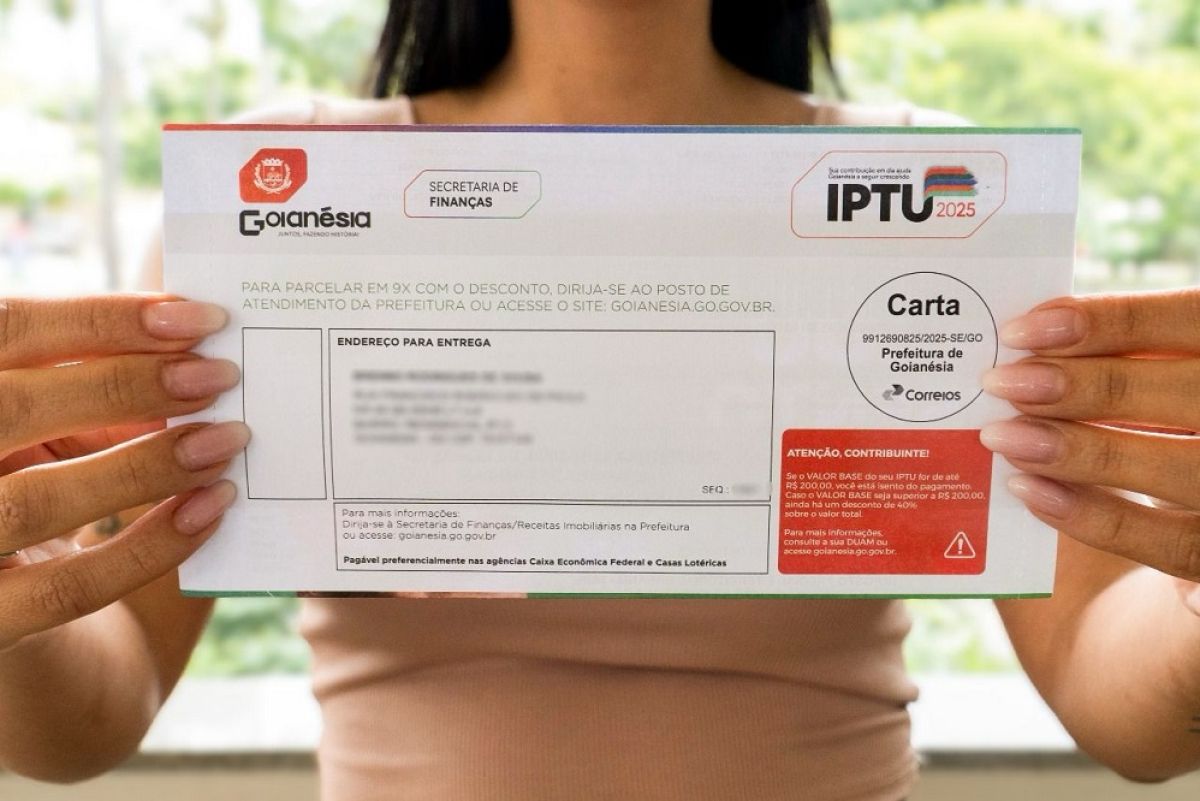 GOIANÉSIA
JUNTOS, FAZENDO HISTÓRIA!
SECRETARIA DE
FINANÇAS
Sua contribuição em dia ajuda
Goianésia a seguir crescendo
IPTU
2025
PARA PARCELAR EM 9X COM O DESCONTO, DIRIJA-SE AO POSTO DE
ATENDIMENTO DA PREFEITURA OU ACESSE O SITE: GOIANESIA.GO.GOV.BR.
ENDEREÇO PARA ENTREGA
SEQ.:
Para mais informações:
Dirija-se à Secretaria de Finanças/Receitas Imobiliárias na Prefeitura
ou acesse: goianesia.go.gov.br
Pagável preferencialmente nas agências Caixa Econômica Federal e Casas Lotéricas
Carta
9912690825/2025-SE/GO
Prefeitura de
Goianésia
Correios
ATENÇÃO, CONTRIBUINTE!
Se o VALOR BASE do seu IPTU for de até
R$ 200,00, você está isento do pagamento.
Caso o VALOR BASE seja superior a R$ 200,00,
ainda há um desconto de 40%
sobre o valor total.
Para mais informações,
consulte a sua DUAM ou
acesse goianesia.go.gov.br.